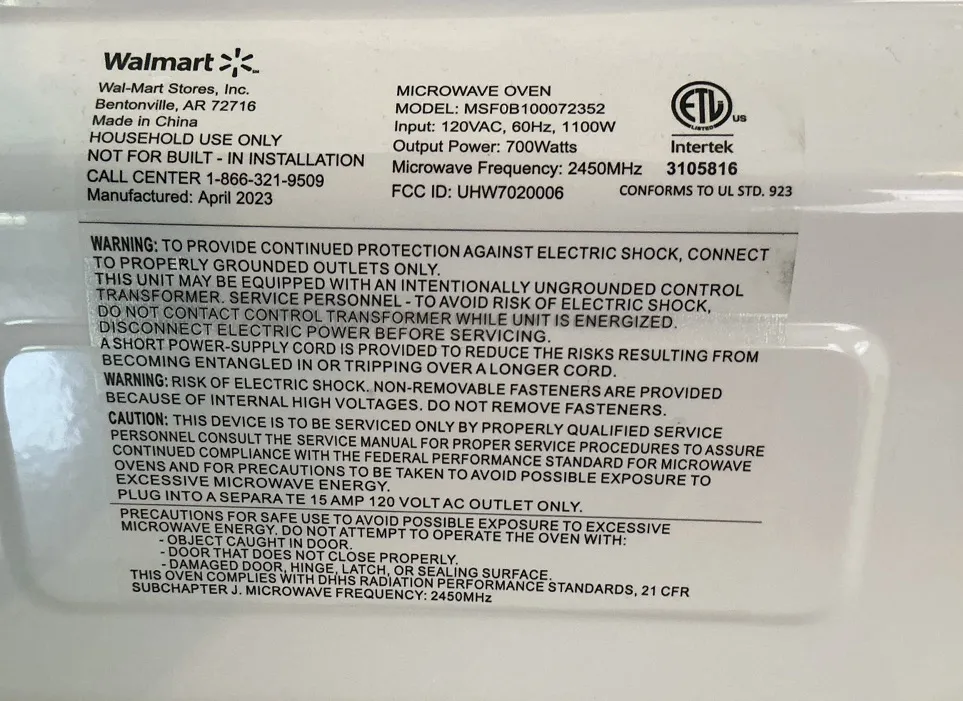 Walmart
Wal-Mart Stores, Inc.
Bentonville, AR 72716
Made in China
HOUSEHOLD USE ONLY
NOT FOR BUILT - IN INSTALLATION
CALL CENTER 1-866-321-9509
Manufactured: April 2023
MICROWAVE OVEN
MODEL: MSF0B100072352
Input: 120VAC, 60Hz, 1100W
Output Power: 700Watts
Microwave Frequency: 2450MHz
FCC ID: UHW7020006
ETL US
LISTED
Intertek
3105816
CONFORMS TO UL STD. 923
WARNING: TO PROVIDE CONTINUED PROTECTION AGAINST ELECTRIC SHOCK, CONNECT
TO PROPERLY GROUNDED OUTLETS ONLY.
THIS UNIT MAY BE EQUIPPED WITH AN INTENTIONALLY UNGROUNDED CONTROL
TRANSFORMER. SERVICE PERSONNEL - TO AVOID RISK OF ELECTRIC SHOCK,
DO NOT CONTACT CONTROL TRANSFORMER WHILE UNIT IS ENERGIZED.
DISCONNECT ELECTRIC POWER BEFORE SERVICING.
A SHORT POWER-SUPPLY CORD IS PROVIDED TO REDUCE THE RISKS RESULTING FROM
BECOMING ENTANGLED IN OR TRIPPING OVER A LONGER CORD.
WARNING: RISK OF ELECTRIC SHOCK. NON-REMOVABLE FASTENERS ARE PROVIDED
BECAUSE OF INTERNAL HIGH VOLTAGES. DO NOT REMOVE FASTENERS.
CAUTION: THIS DEVICE IS TO BE SERVICED ONLY BY PROPERLY QUALIFIED SERVICE
PERSONNEL CONSULT THE SERVICE MANUAL FOR PROPER SERVICE PROCEDURES TO ASSURE
CONTINUED COMPLIANCE WITH THE FEDERAL PERFORMANCE STANDARD FOR MICROWAVE
OVENS AND FOR PRECAUTIONS TO BE TAKEN TO AVOID POSSIBLE EXPOSURE TO
EXCESSIVE MICROWAVE ENERGY.
PLUG INTO A SEPARA TE 15 AMP 120 VOLT AC OUTLET ONLY.
PRECAUTIONS FOR SAFE USE TO AVOID POSSIBLE EXPOSURE TO EXCESSIVE
MICROWAVE ENERGY. DO NOT ATTEMPT TO OPERATE THE OVEN WITH:
- OBJECT CAUGHT IN DOOR.
- DOOR THAT DOES NOT CLOSE PROPERLY.
- DAMAGED DOOR, HINGE, LATCH, OR SEALING SURFACE.
THIS OVEN COMPLIES WITH DHHS RADIATION PERFORMANCE STANDARDS, 21 CFR
SUBCHAPTER J. MICROWAVE FREQUENCY: 2450MHz